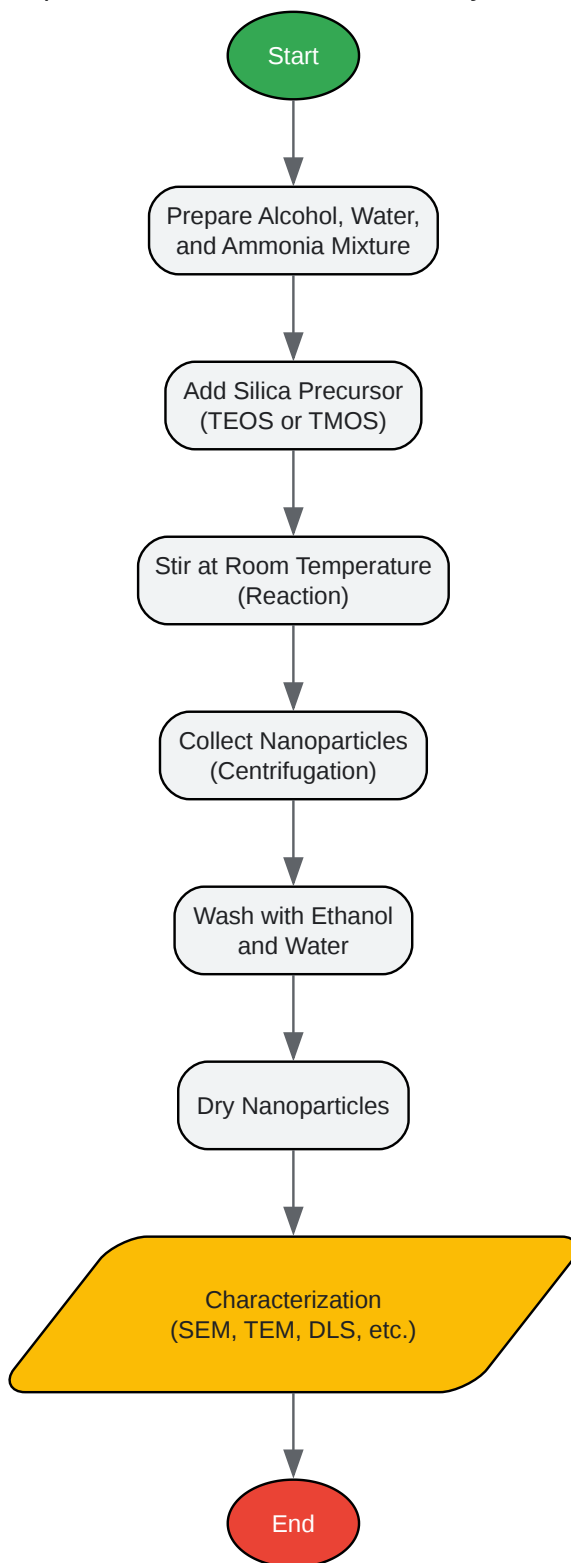 Start
Prepare Alcohol, Water,
and Ammonia Mixture
Add Silica Precursor
(TEOS or TMOS)
Stir at Room Temperature
(Reaction)
Collect Nanoparticles
(Centrifugation)
Wash with Ethanol
and Water
Dry Nanoparticles
Characterization
(SEM, TEM, DLS, etc.)
End